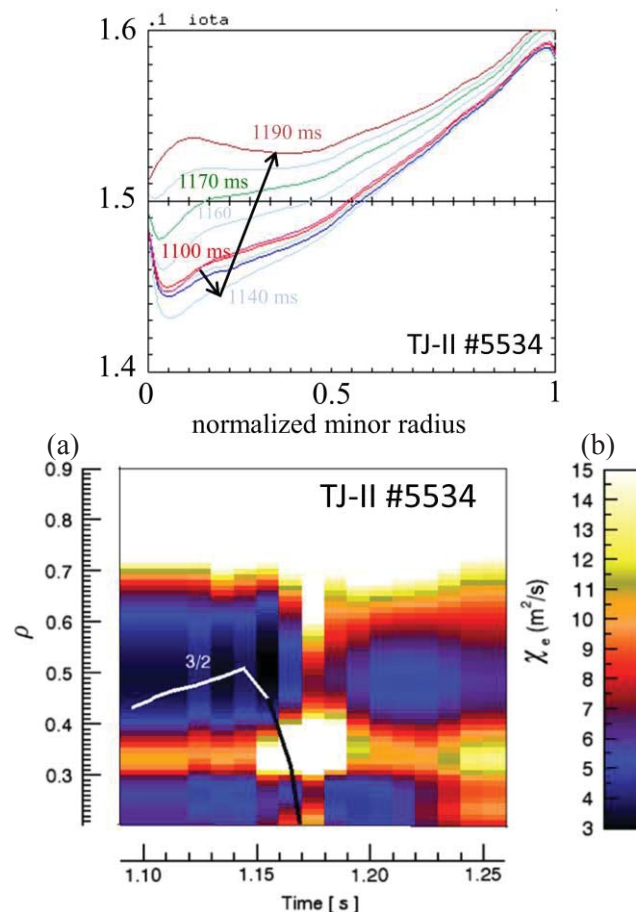 1.6
.1 iota
1190 ms
1170 ms
1.5
1160
1100 ms
1140 ms
TJ-II #5534
1.4
0
0.5
1
normalized minor radius
(a)
(b)
0.9
0.8
0.7
0.6
0.5
0.4
0.3
ρ
TJ-II #5534
3/2
15
14
13
12
11
10
9
8
7
6
5
4
3
χe (m²/s)
1.10
1.15
1.20
1.25
Time [ s ]